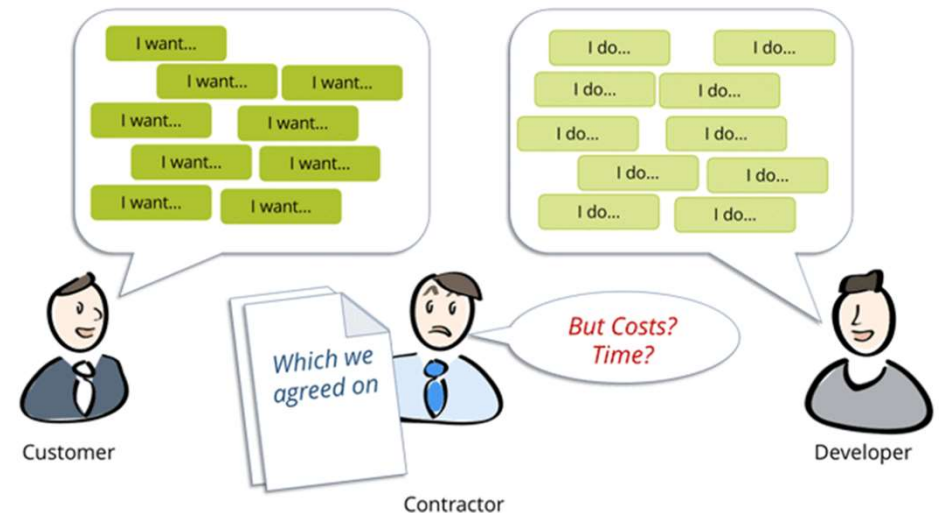 I want...
I want...
I want...
I want...
I want...
I want...
I want...
I want...
I want...
I do...
I do...
I do...
I do...
I do...
I do...
I do...
I do...
I do...
I do...
Which we
agreed on
But Costs?
Time?
Customer
Contractor
Developer